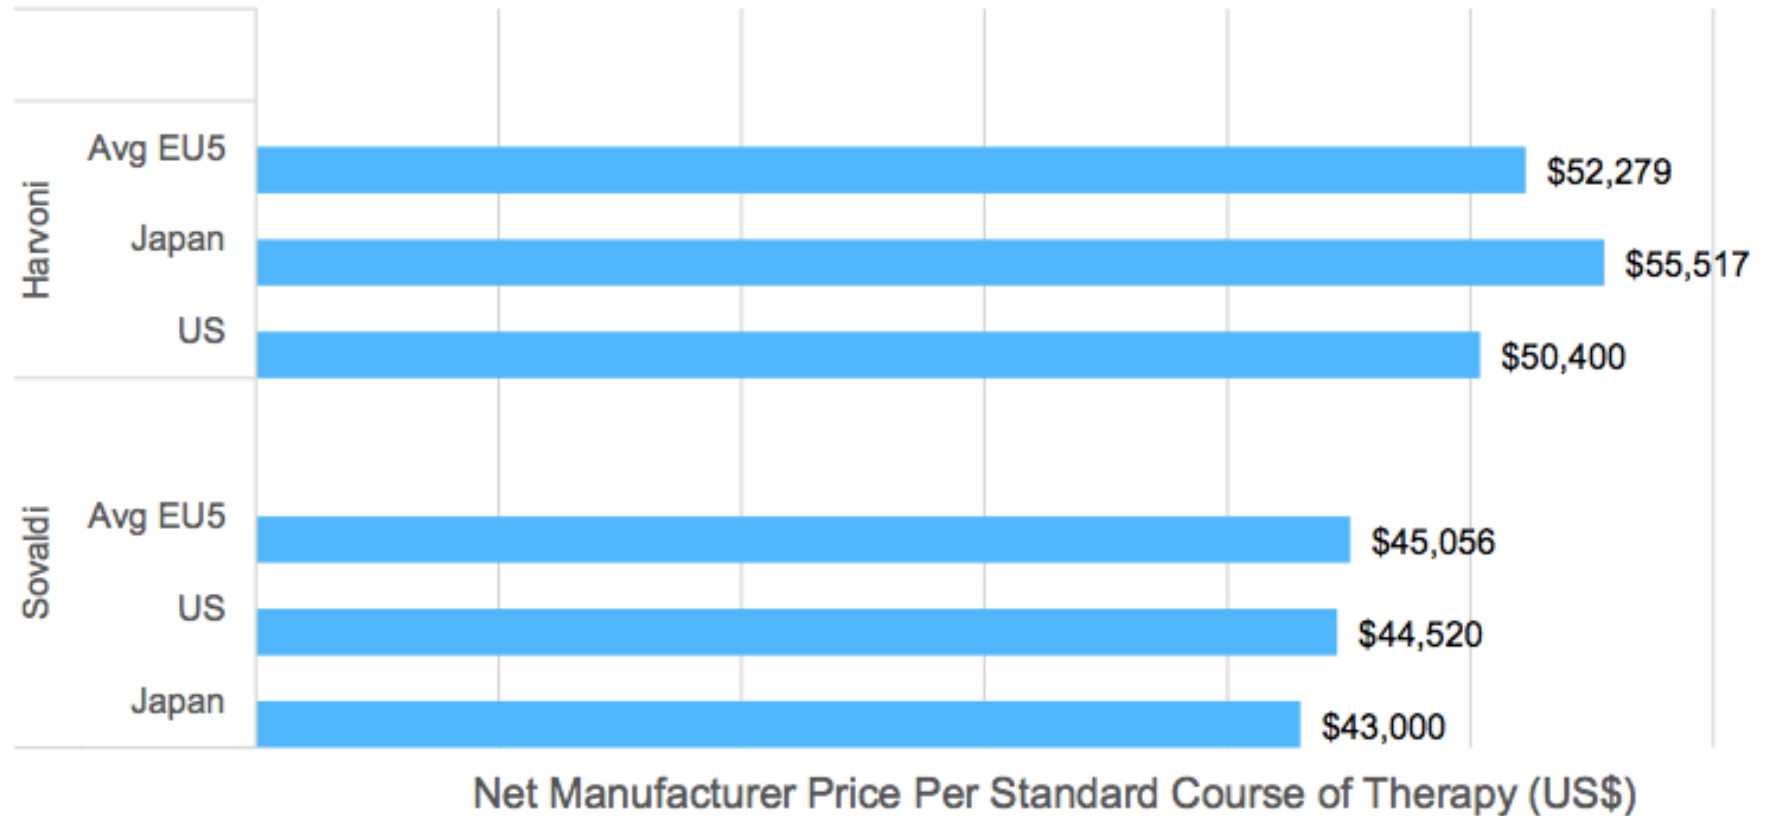 Harvoni
Avg EU5 $52,279
Japan $55,517
US $50,400
Sovaldi
Avg EU5 $45,056
US $44,520
Japan $43,000
Net Manufacturer Price Per Standard Course of Therapy (US$)